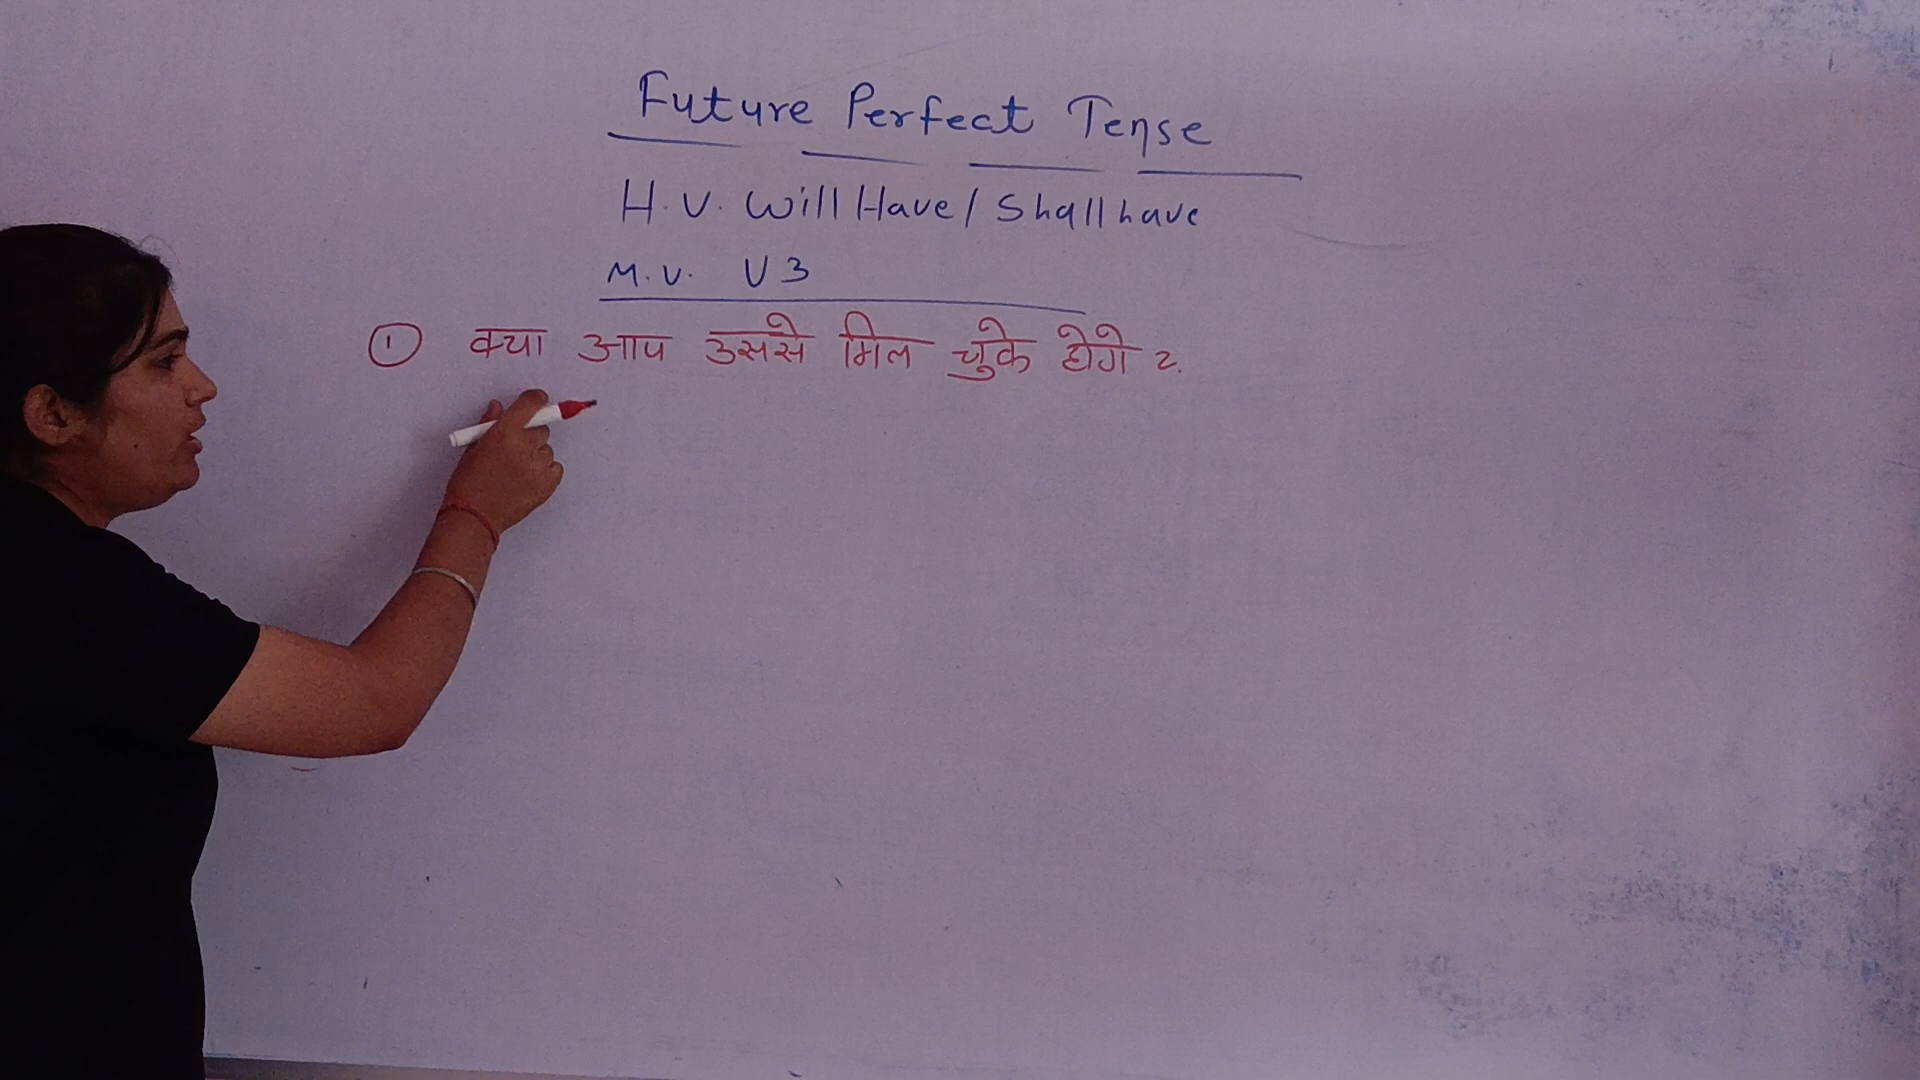 Future Perfect Tense
H.V. Will Have / Shall have
M.V. V3
① क्या आप उससे मिल चुके होगे ?